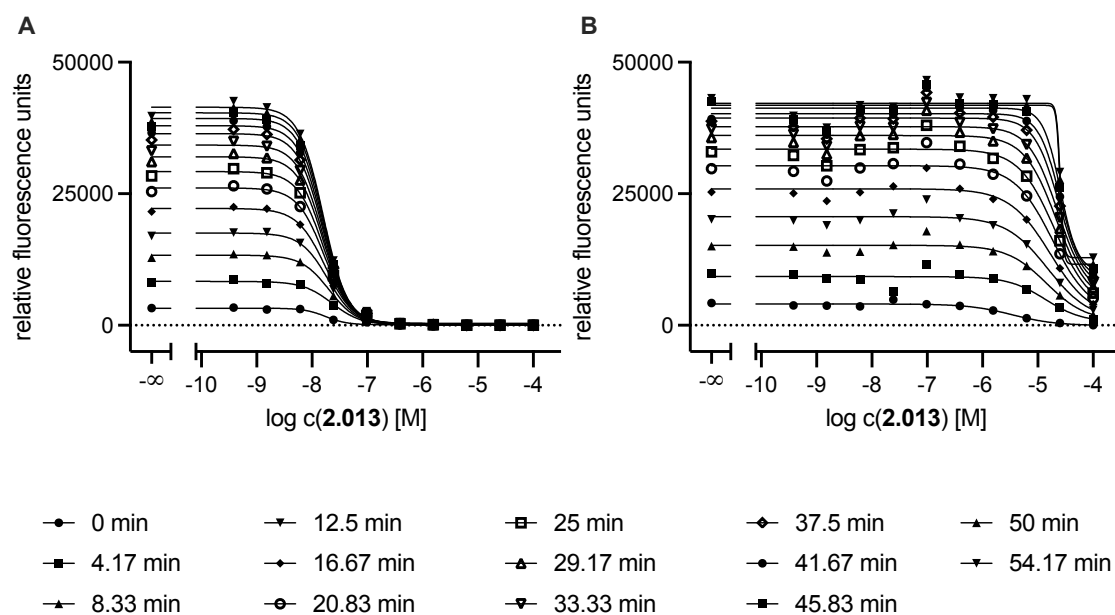 A
B
relative fluorescence units
50000
25000
0
-∞ -10 -9 -8 -7 -6 -5 -4
log c(2.013) [M]
relative fluorescence units
50000
25000
0
-∞ -10 -9 -8 -7 -6 -5 -4
log c(2.013) [M]
0 min 12.5 min 25 min 37.5 min 50 min
4.17 min 16.67 min 29.17 min 41.67 min 54.17 min
8.33 min 20.83 min 33.33 min 45.83 min